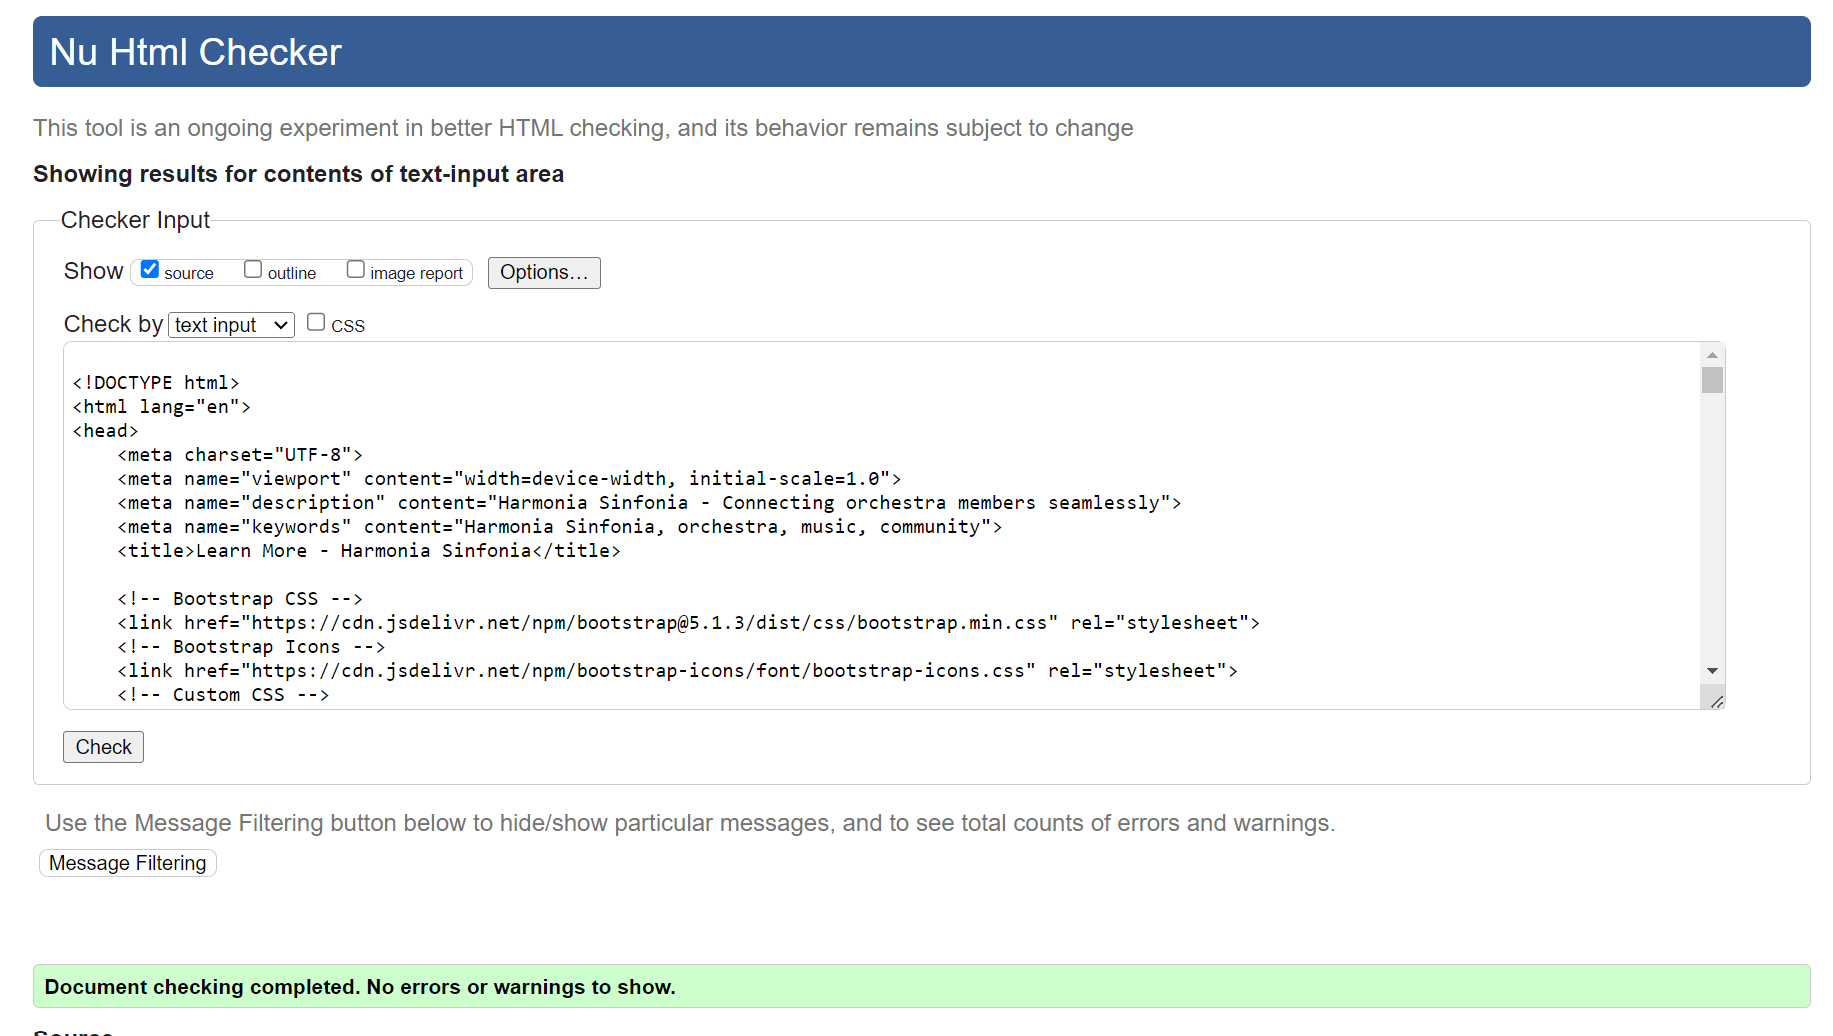 Nu Html Checker
This tool is an ongoing experiment in better HTML checking, and its behavior remains subject to change
Showing results for contents of text-input area
Checker Input
Show source outline image report Options...
Check by text input CSS
<!DOCTYPE html>
<html lang="en">
<head>
    <meta charset="UTF-8">
    <meta name="viewport" content="width=device-width, initial-scale=1.0">
    <meta name="description" content="Harmonia Sinfonia - Connecting orchestra members seamlessly">
    <meta name="keywords" content="Harmonia Sinfonia, orchestra, music, community">
    <title>Learn More - Harmonia Sinfonia</title>
    <!-- Bootstrap CSS -->
    <link href="https://cdn.jsdelivr.net/npm/bootstrap@5.1.3/dist/css/bootstrap.min.css" rel="stylesheet">
    <!-- Bootstrap Icons -->
    <link href="https://cdn.jsdelivr.net/npm/bootstrap-icons/font/bootstrap-icons.css" rel="stylesheet">
    <!-- Custom CSS -->
Check
Use the Message Filtering button below to hide/show particular messages, and to see total counts of errors and warnings.
Message Filtering
Document checking completed. No errors or warnings to show.
Source